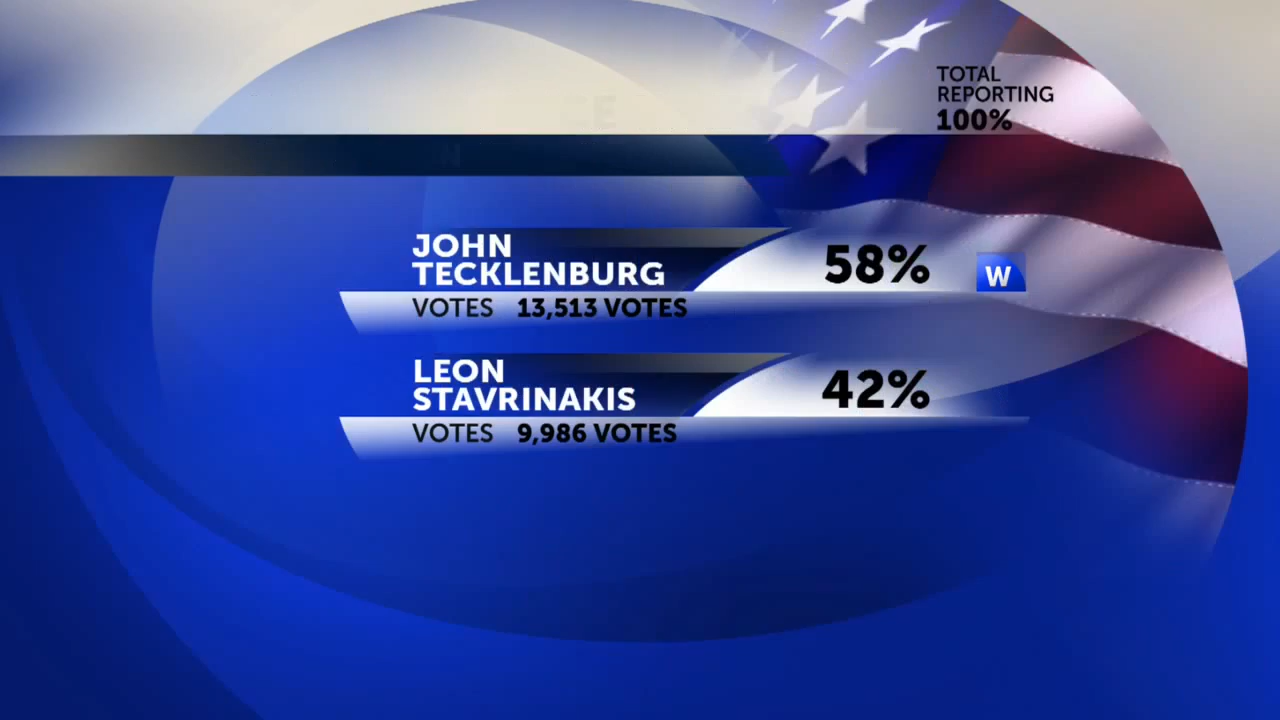 TOTAL
REPORTING
100%
JOHN
TECKLENBURG
58%
W
VOTES 13,513 VOTES
LEON
STAVRINAKIS
42%
VOTES 9,986 VOTES